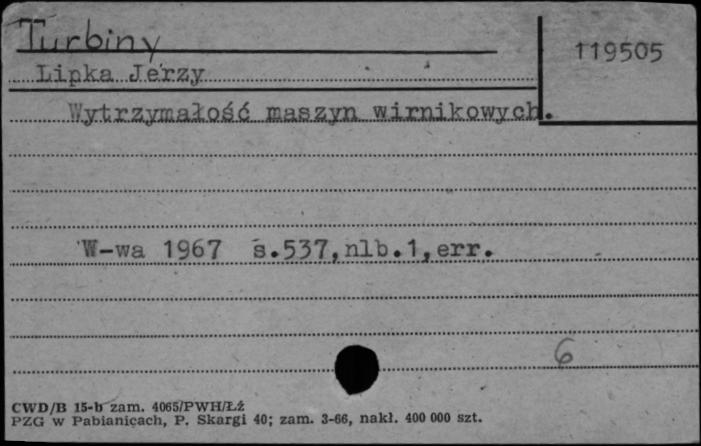 Turbiny
119505
Lipka Jerzy
Wytrzymałość maszyn wirnikowych.
W-wa 1967 s.537,nlb.1,err.
6
CWD/B 15-b zam. 4065/PWH/Łź
PZG w Pabianicach, P. Skargi 40; zam. 3-66, nakł. 400 000 szt.